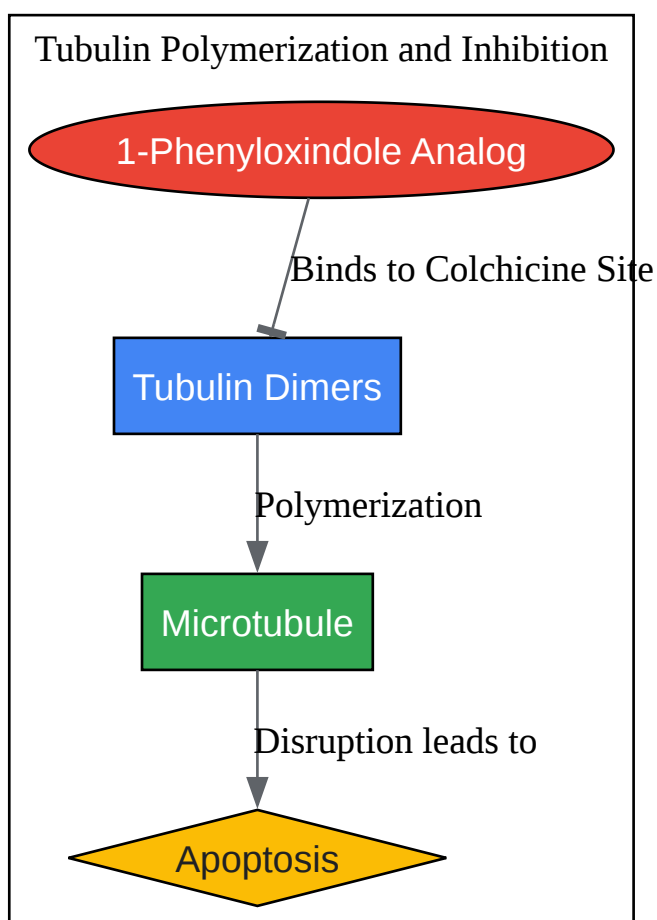 Tubulin Polymerization and Inhibition
1-Phenyloxindole Analog
Binds to Colchicine Site
Tubulin Dimers
Polymerization
Microtubule
Disruption leads to
Apoptosis